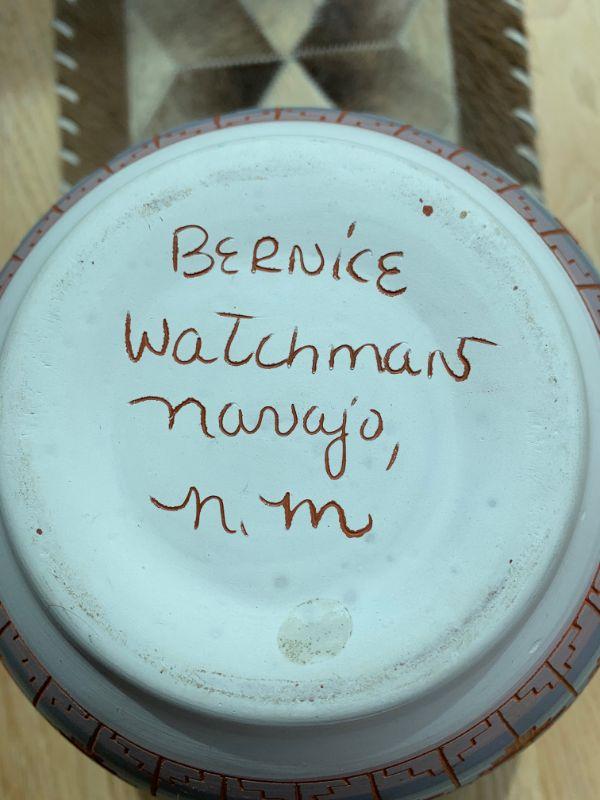 BERNiCE
Watchman
navajo,
n.m